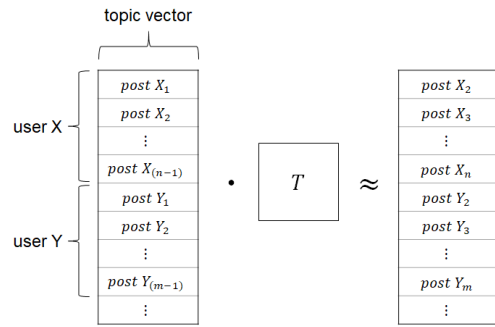 topic vector
user X
post X₁
post X₂
⋮
post X₍ₙ₋₁₎
user Y
post Y₁
post Y₂
⋮
post Y₍ₘ₋₁₎
⋮
· T ≈
post X₂
post X₃
⋮
post Xₙ
post Y₂
post Y₃
⋮
post Yₘ
⋮